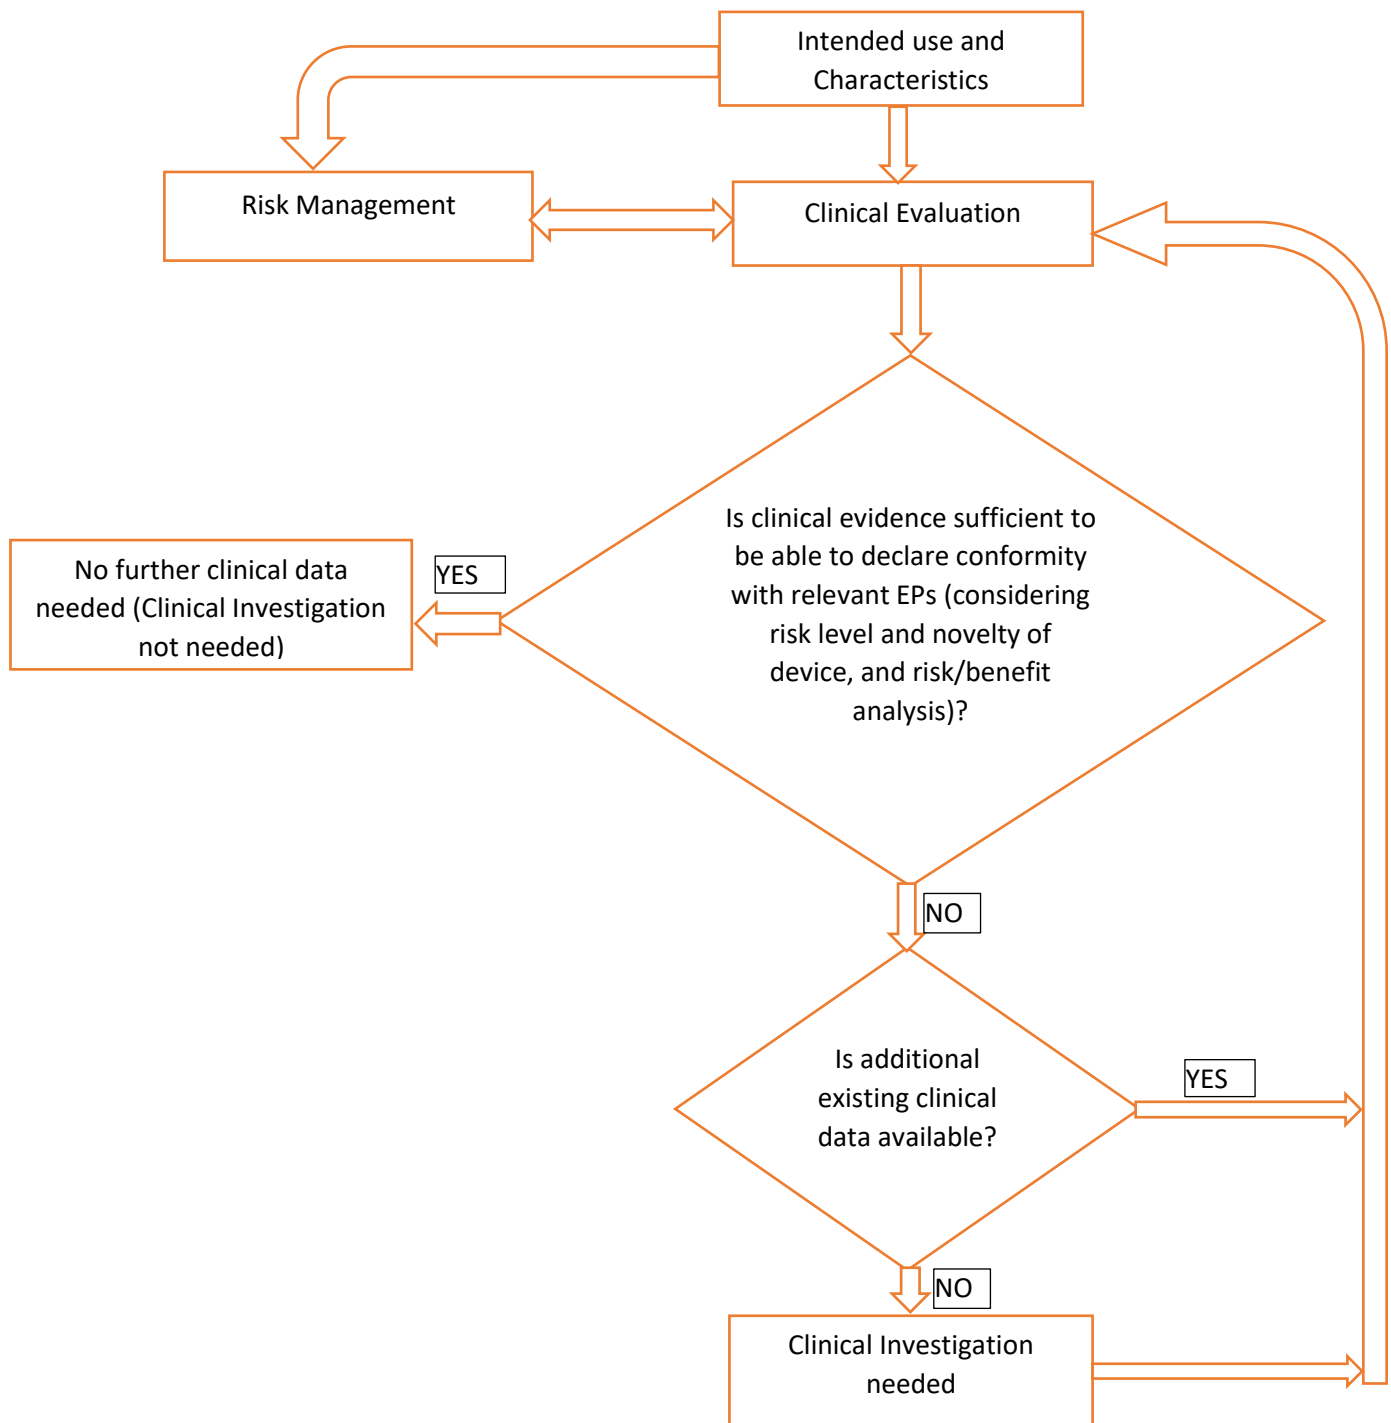 Intended use and
Characteristics
Risk Management
Clinical Evaluation
Is clinical evidence sufficient to
be able to declare conformity
with relevant EPs (considering
risk level and novelty of
device, and risk/benefit
analysis)?
YES
No further clinical data
needed (Clinical Investigation
not needed)
NO
Is additional
existing clinical
data available?
YES
NO
Clinical Investigation
needed